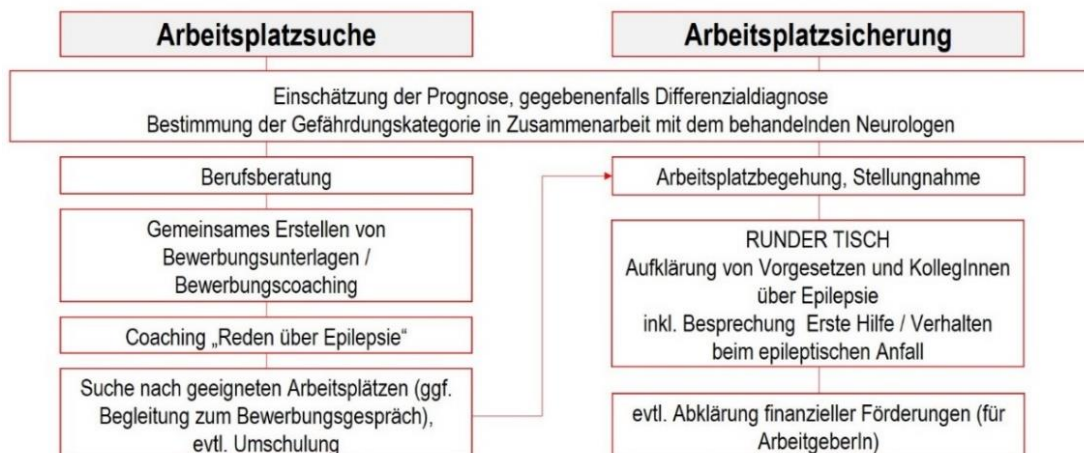 Arbeitsplatzsuche
Arbeitsplatzsicherung
Einschätzung der Prognose, gegebenenfalls Differenzialdiagnose
Bestimmung der Gefährdungskategorie in Zusammenarbeit mit dem behandelnden Neurologen
Berufsberatung
Gemeinsames Erstellen von
Bewerbungsunterlagen /
Bewerbungscoaching
Coaching „Reden über Epilepsie“
Suche nach geeigneten Arbeitsplätzen (ggf.
Begleitung zum Bewerbungsgespräch),
evtl. Umschulung
Arbeitsplatzbegehung, Stellungnahme
RUNDER TISCH
Aufklärung von Vorgesetzen und KollegInnen
über Epilepsie
inkl. Besprechung Erste Hilfe / Verhalten
beim epileptischen Anfall
evtl. Abklärung finanzieller Förderungen (für
ArbeitgeberIn)